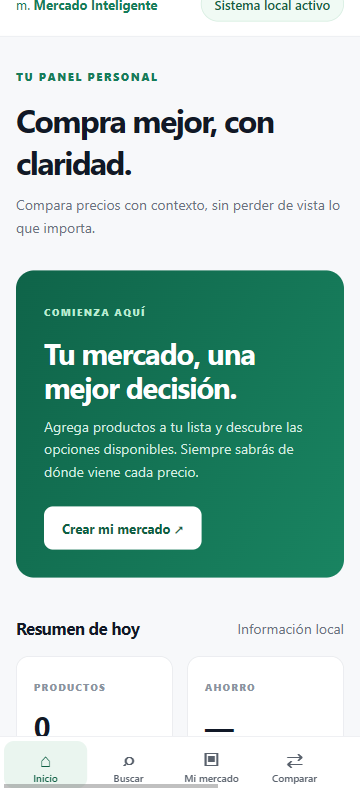 m. Mercado Inteligente
Sistema local activo
TU PANEL PERSONAL
Compra mejor, con
claridad.
Compara precios con contexto, sin perder de vista lo
que importa.
COMIENZA AQUÍ
Tu mercado, una
mejor decisión.
Agrega productos a tu lista y descubre las
opciones disponibles. Siempre sabrás de
dónde viene cada precio.
Crear mi mercado ↗
Resumen de hoy
Información local
PRODUCTOS
AHORRO
0
—
Inicio
Buscar
Mi mercado
Comparar